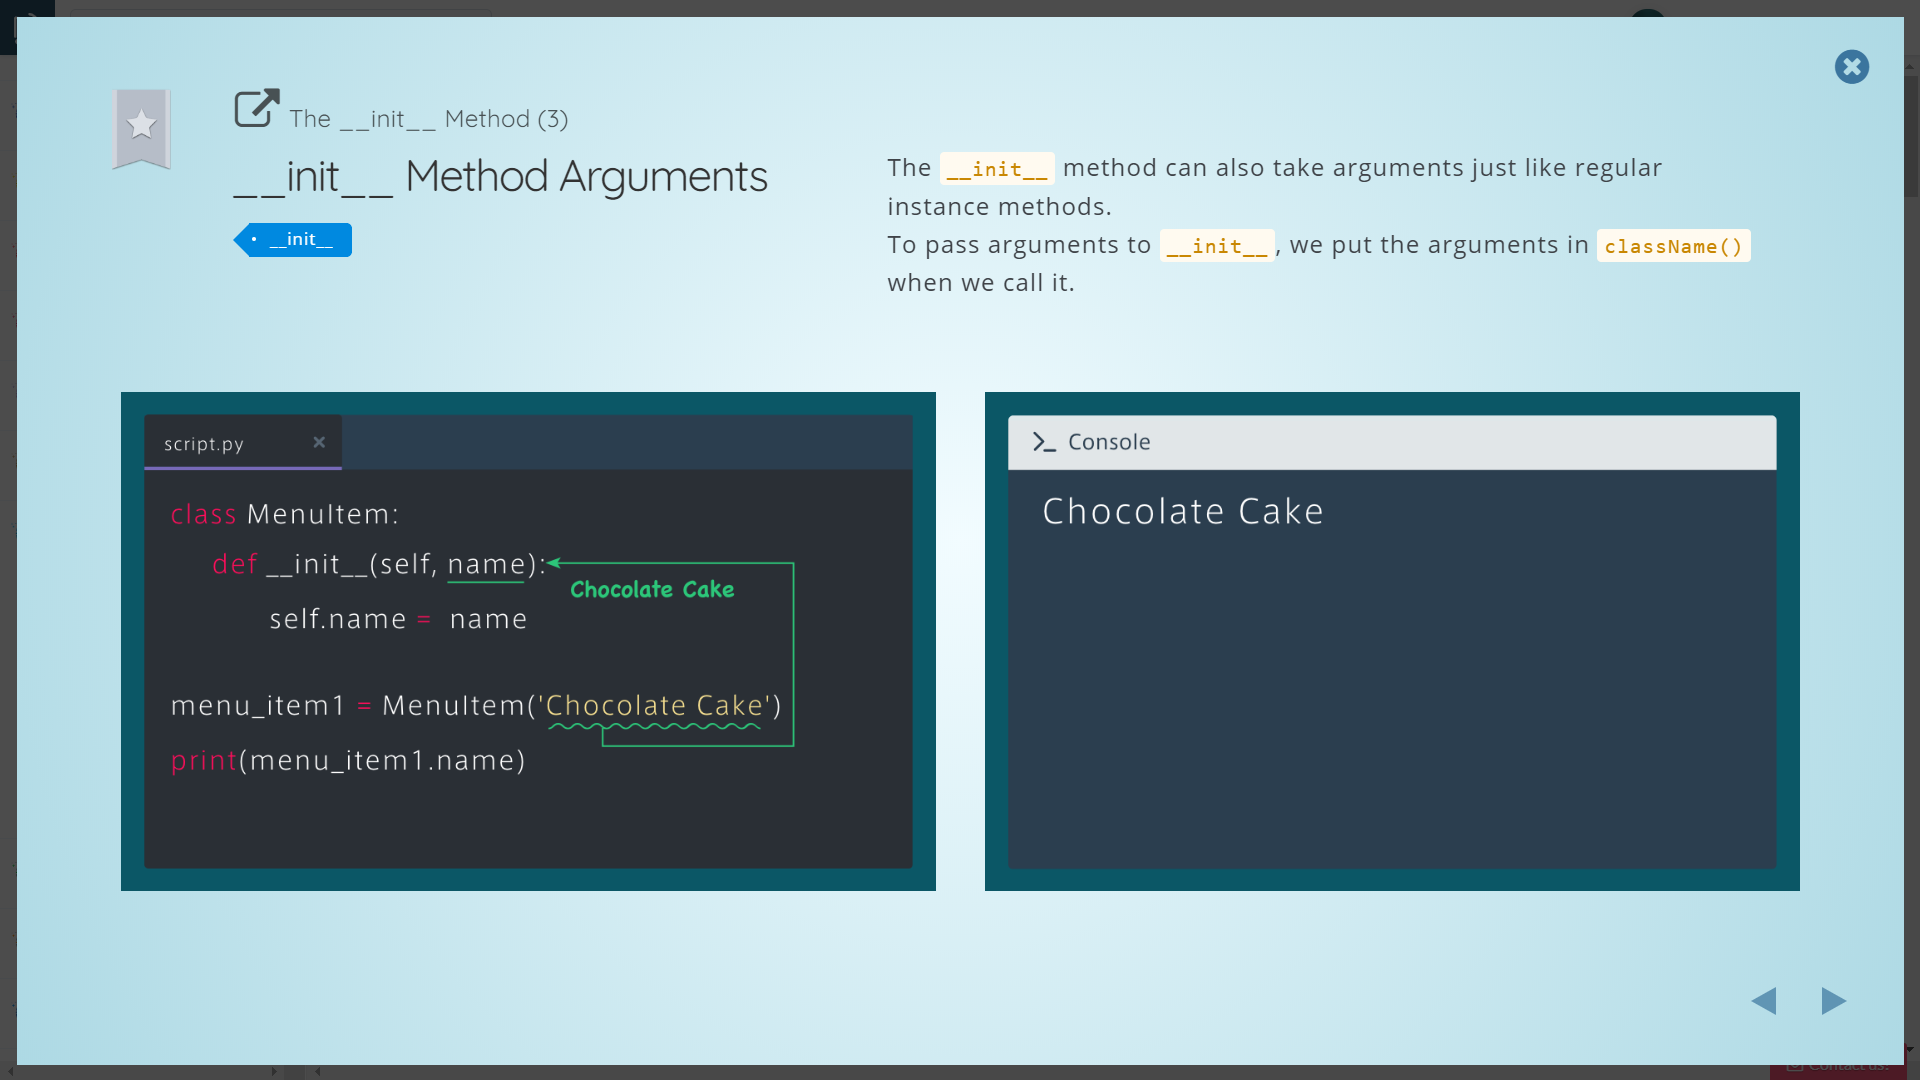 The __init__ Method (3)
__init__ Method Arguments
• __init__
The __init__ method can also take arguments just like regular
instance methods.
To pass arguments to __init__, we put the arguments in className()
when we call it.
script.py
class MenuItem:
def __init__(self, name):
Chocolate Cake
self.name = name
menu_item1 = MenuItem('Chocolate Cake')
print(menu_item1.name)
Console
Chocolate Cake
Contact us!